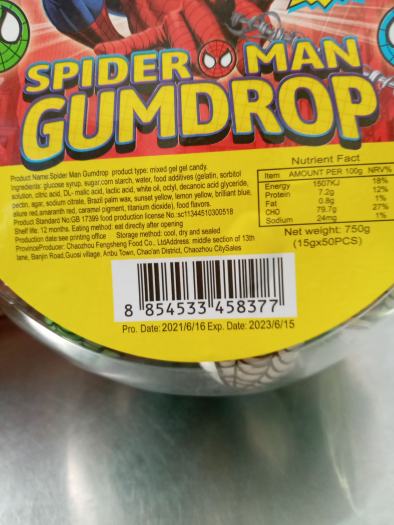 SPIDER MAN
GUMDROP
Product Name:Spider Man Gumdrop product type: mixed gel gel candy.
Ingredients: glucose syrup, sugar,corn starch, water, food additives (gelatin, sorbitol
solution, citric acid, DL- malic acid, lactic acid, white oil, octyl, decanoic acid glyceride,
pectin, agar, sodium citrate, Brazil palm wax, sunset yellow, lemon yellow, brilliant blue,
allure red,amaranth red, caramel pigment, titanium dioxide), food flavors.
Product Standard No:GB 17399 food production license No.:sc11344510300518
Shelf life: 12 months. Eating method: eat directly after opening
Production date:see printing office Storage method: cool, dry and sealed
ProvinceProducer: Chaozhou Fengsheng Food Co., LtdAddress: middle section of 13th
lane, Banjin Road,Guosi village, Anbu Town, Chao'an District, Chaozhou CitySales
Nutrient Fact
Item AMOUNT PER 100g NRV%
Energy 1507KJ 18%
Protein 7.2g 12%
Fat 0.8g 1%
CHO 79.7g 27%
Sodium 24mg 1%
Net weight: 750g
(15gx50PCS)
8 854533 458377
Pro. Date: 2021/6/16 Exp. Date: 2023/6/15